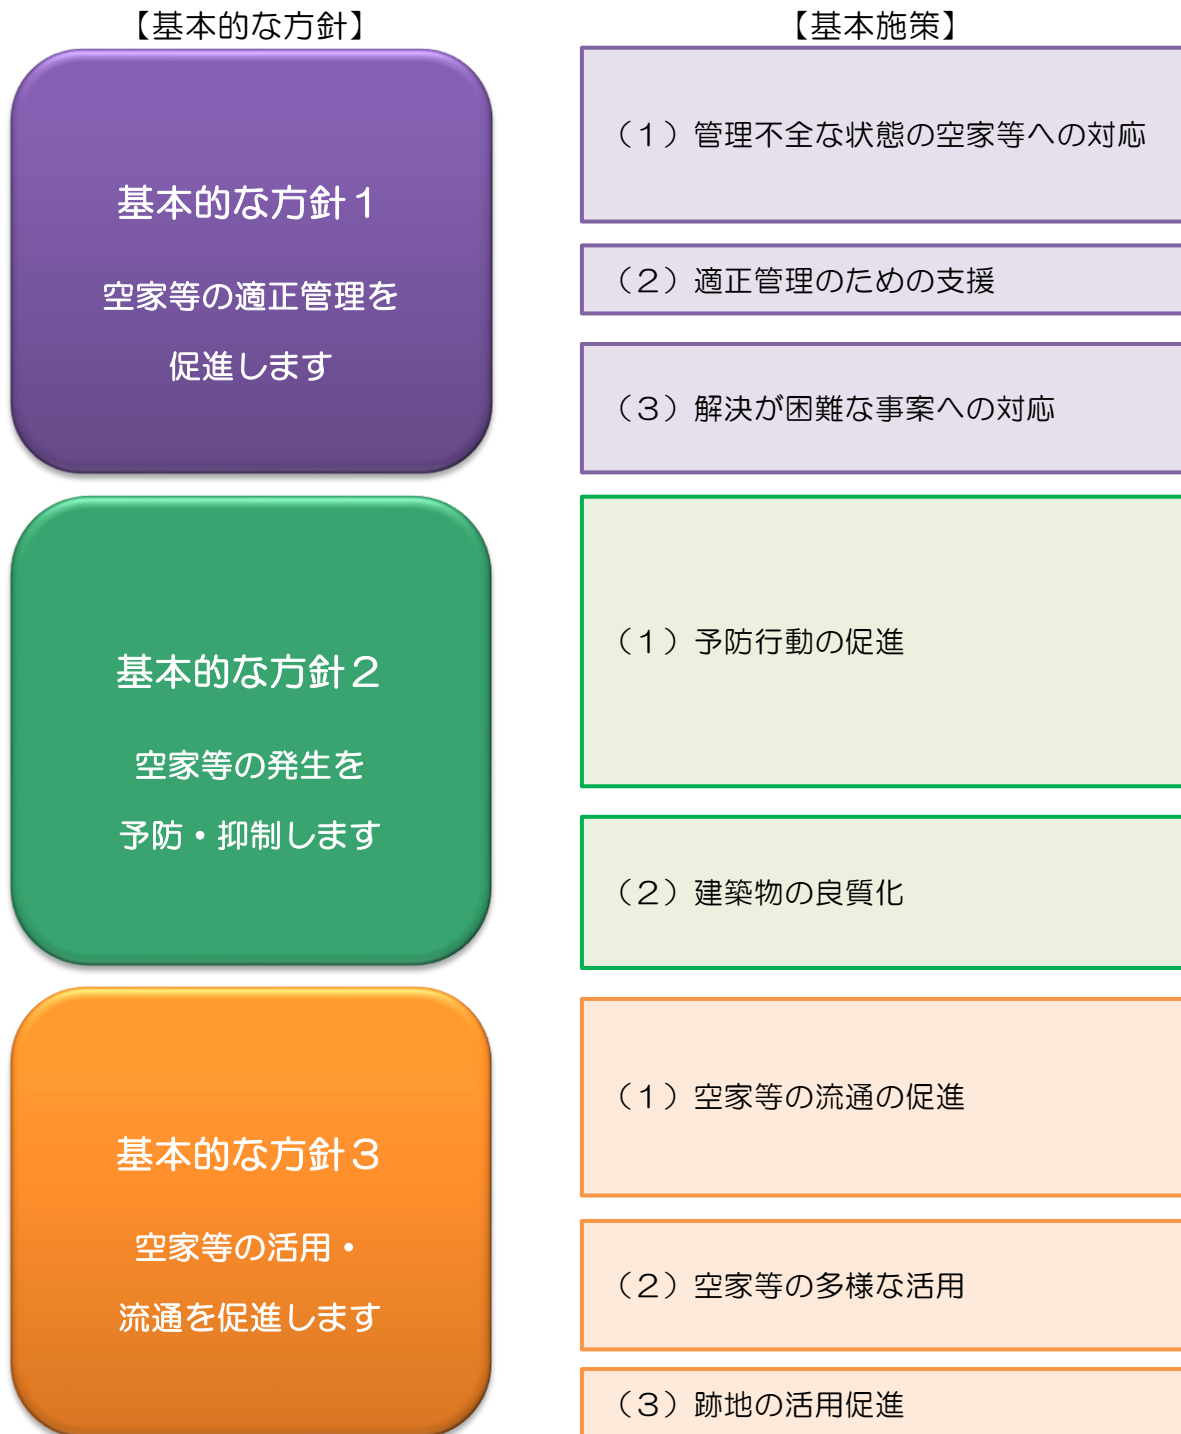 【基本的な方針】
【基本施策】
基本的な方針１
空家等の適正管理を
促進します
（１）管理不全な状態の空家等への対応
（２）適正管理のための支援
（３）解決が困難な事案への対応
基本的な方針２
空家等の発生を
予防・抑制します
（１）予防行動の促進
（２）建築物の良質化
基本的な方針３
空家等の活用・
流通を促進します
（１）空家等の流通の促進
（２）空家等の多様な活用
（３）跡地の活用促進